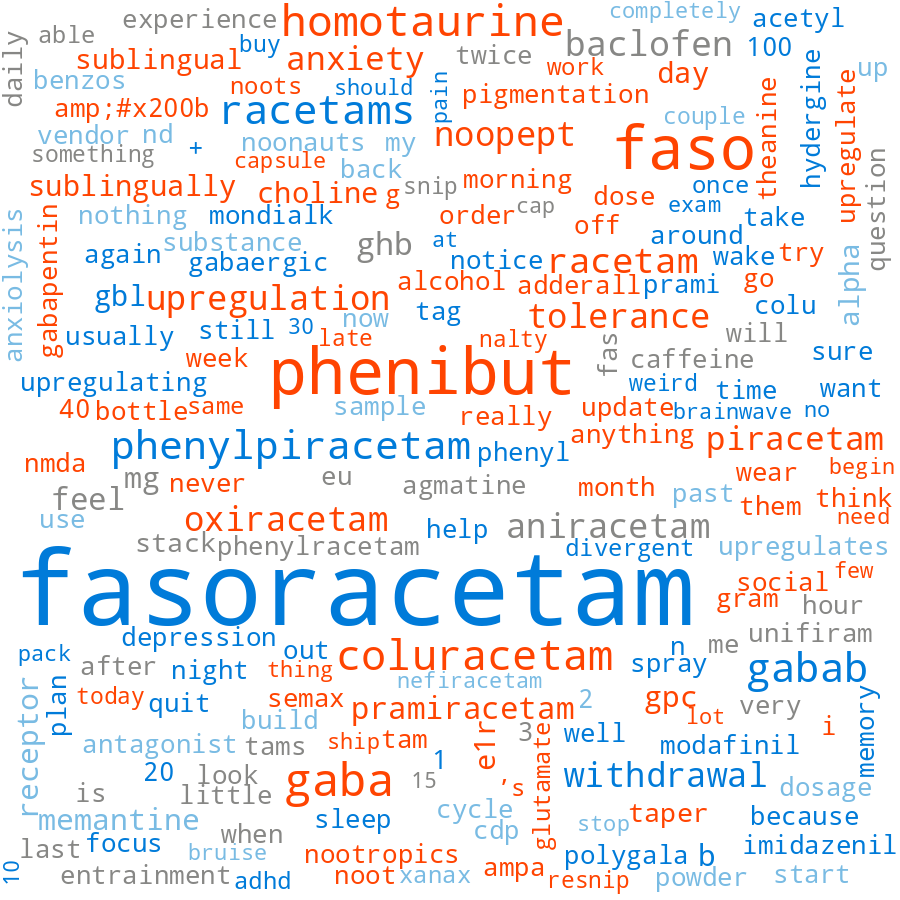 experience
homotaurine
completely
acetyl
able
buy
baclofen
100
daily
sublingual
anxiety
twice
work
day
up
benzos
noots
should
pain
pigmentation
hydergine
amp;#x200b
racetams
theanine
upregulate
couple
vendor
nd
+
noonauts
my
noopept
faso
something
capsule
back
question
sublingually
choline
g
snip
morning
dose
once
nothing
mondialk
order
cap
off
exam
take
anxiolysis
gabapentin
substance
ghb
at
around
again
gabaergic
notice
racetam
wake
try
alpha
gbl
upregulation
alcohol
adderall
prami
go
usually
still
30
now
tag
tolerance
colu
late
nalty
fas
will
week
phenibut
caffeine
sure
upregulating
weird
time
want
40
bottle
same
sample
really
update
brainwave
no
phenylpiracetam
phenyl
anything
piracetam
nmda
mg
never
eu
agmatine
month
wear
begin
feel
past
them
think
use
oxiracetam
help
aniracetam
need
stack
phenylracetam
divergent
upregulates
fasoracetam
social
few
gram
hour
depression
out
coluracetam
n
me
unifiram
pack
after
night
thing
spray
gabab
receptor
plan
today
quit
semax
nefiracetam
pramiracetam
2
gpc
lot
very
i
memory
build
antagonist
tams
ship
tam
e1r
3
well
modafinil
20
look
gaba
1
15
,s
glutamate
withdrawal
is
little
dosage
memantine
sleep
cycle
cdp
stop
taper
because
last
focus
when
bruise
nootropics
polygala
b
imidazenil
10
entrainment
adhd
noot
xanax
ampa
resnip
powder
start